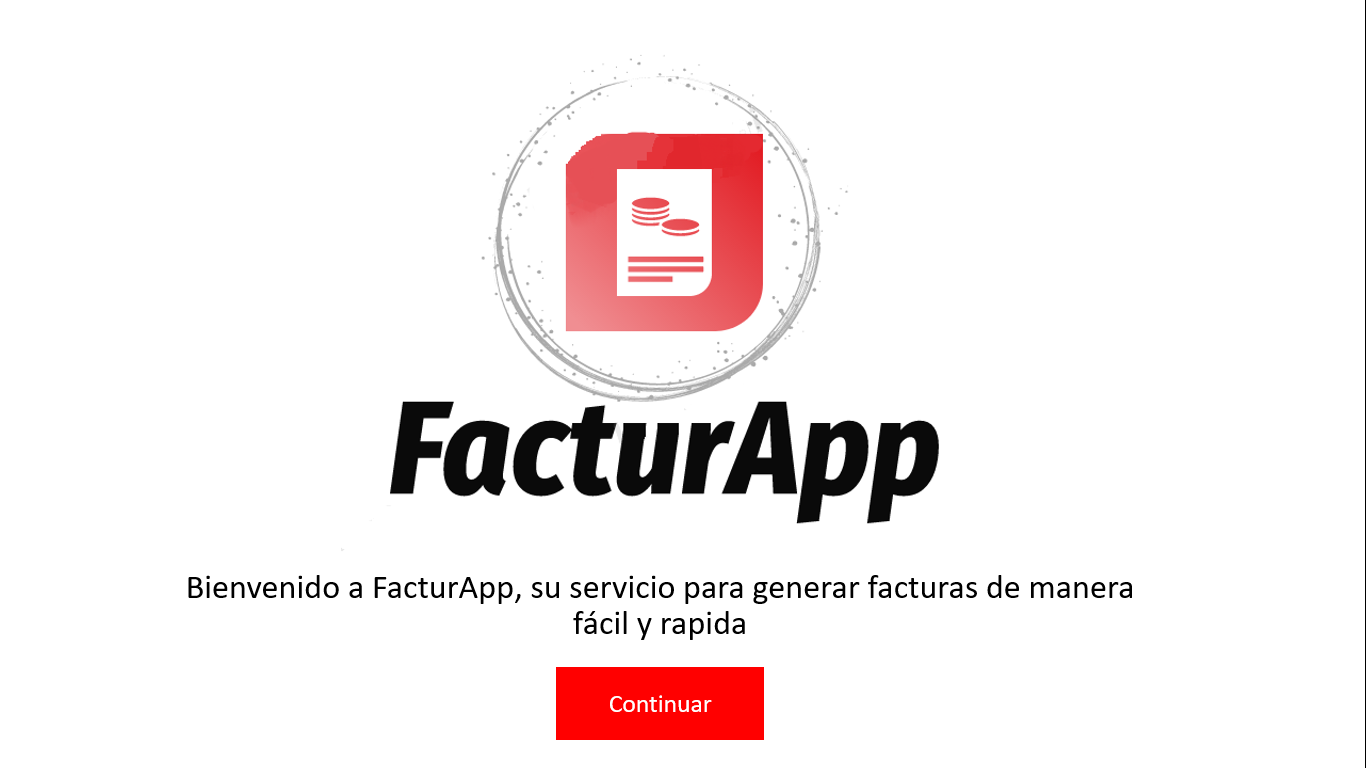 FacturApp
Bienvenido a FacturApp, su servicio para generar facturas de manera
fácil y rapida
Continuar